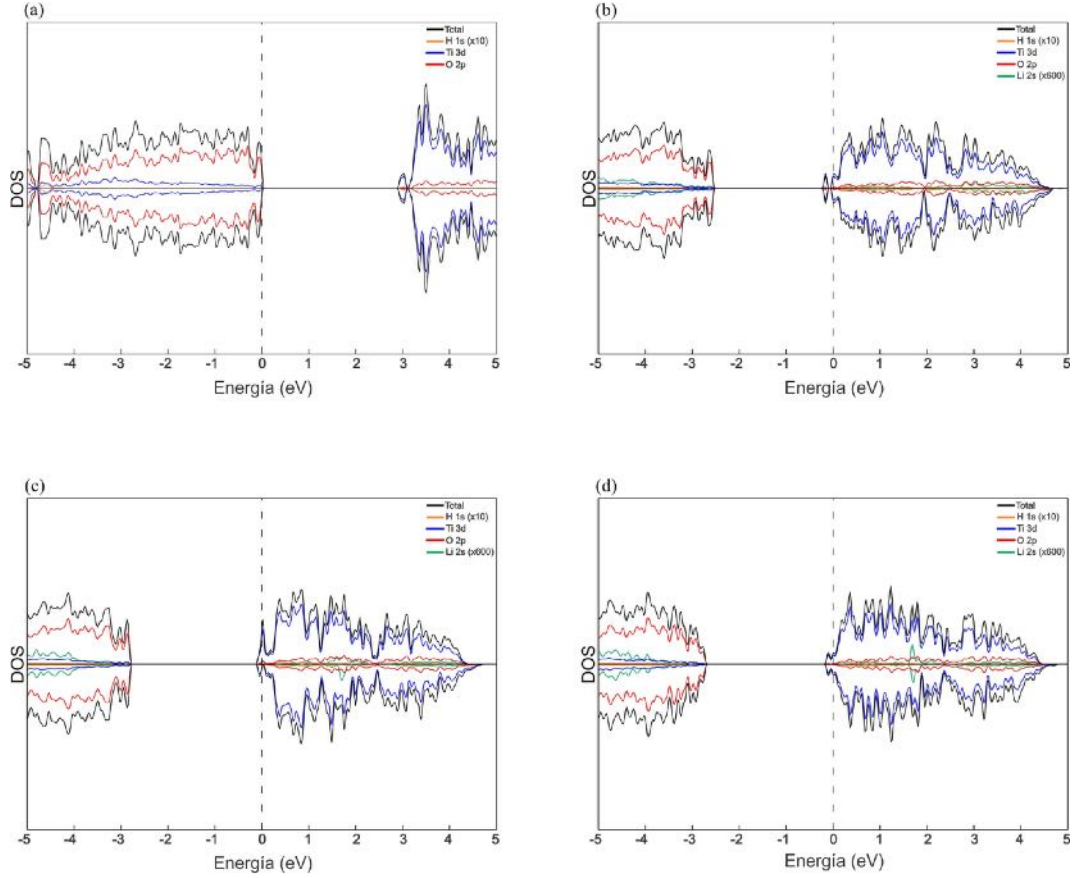 (a)
Total
H 1s (x10)
Ti 3d
O 2p
DOS
-5 -4 -3 -2 -1 0 1 2 3 4 5
Energía (eV)
(b)
Total
H 1s (x10)
Ti 3d
O 2p
Li 2s (x600)
DOS
-5 -4 -3 -2 -1 0 1 2 3 4 5
Energía (eV)
(c)
Total
H 1s (x10)
Ti 3d
O 2p
Li 2s (x600)
DOS
-5 -4 -3 -2 -1 0 1 2 3 4 5
Energía (eV)
(d)
Total
H 1s (x10)
Ti 3d
O 2p
Li 2s (x600)
DOS
-5 -4 -3 -2 -1 0 1 2 3 4 5
Energía (eV)